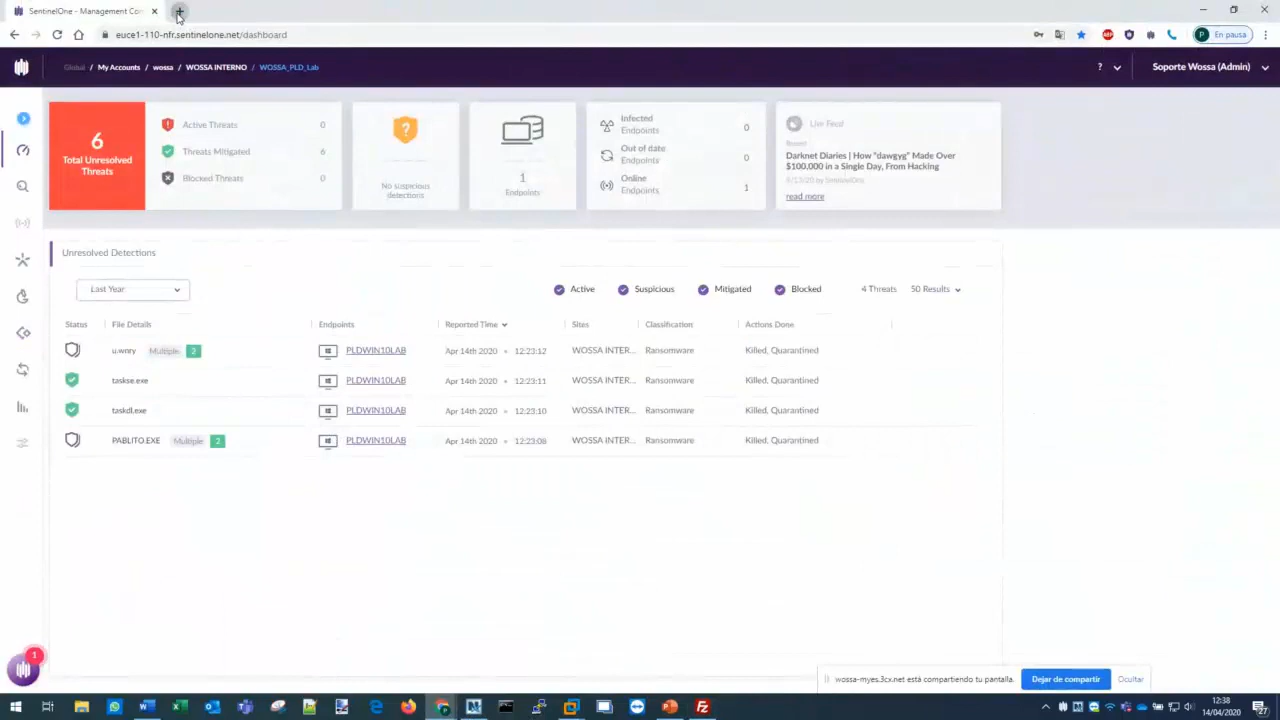 SentinelOne - Management Con
euce1-110-nfr.sentinelone.net/dashboard
P En pausa
Global / My Accounts / wossa / WOSSA INTERNO / WOSSA_PLD_Lab
? Soporte Wossa (Admin)
6
Total Unresolved
Threats
Active Threats 0
Threats Mitigated 6
Blocked Threats 0
No suspicious
detections
1
Endpoints
Infected
Endpoints 0
Out of date
Endpoints 0
Online
Endpoints 1
Live Feed
Recent
Darknet Diaries | How "dawgyg" Made Over
$100,000 in a Single Day, From Hacking
by SentinelOne
read more
Unresolved Detections
Last Year Active Suspicious Mitigated Blocked 4 Threats 50 Results
Status File Details Endpoints Reported Time Sites Classification Actions Done
u.wnry Multiple 2 PLDWIN10LAB Apr 14th 2020 • 12:23:12 WOSSA INTER... Ransomware Killed, Quarantined
taskse.exe PLDWIN10LAB Apr 14th 2020 • 12:23:11 WOSSA INTER... Ransomware Killed, Quarantined
taskdl.exe PLDWIN10LAB Apr 14th 2020 • 12:23:10 WOSSA INTER... Ransomware Killed, Quarantined
PABLITO.EXE Multiple 2 PLDWIN10LAB Apr 14th 2020 • 12:23:08 WOSSA INTER... Ransomware Killed, Quarantined
1
wossa-myes.3cx.net está compartiendo tu pantalla. Dejar de compartir Ocultar
12:38
14/04/2020
27